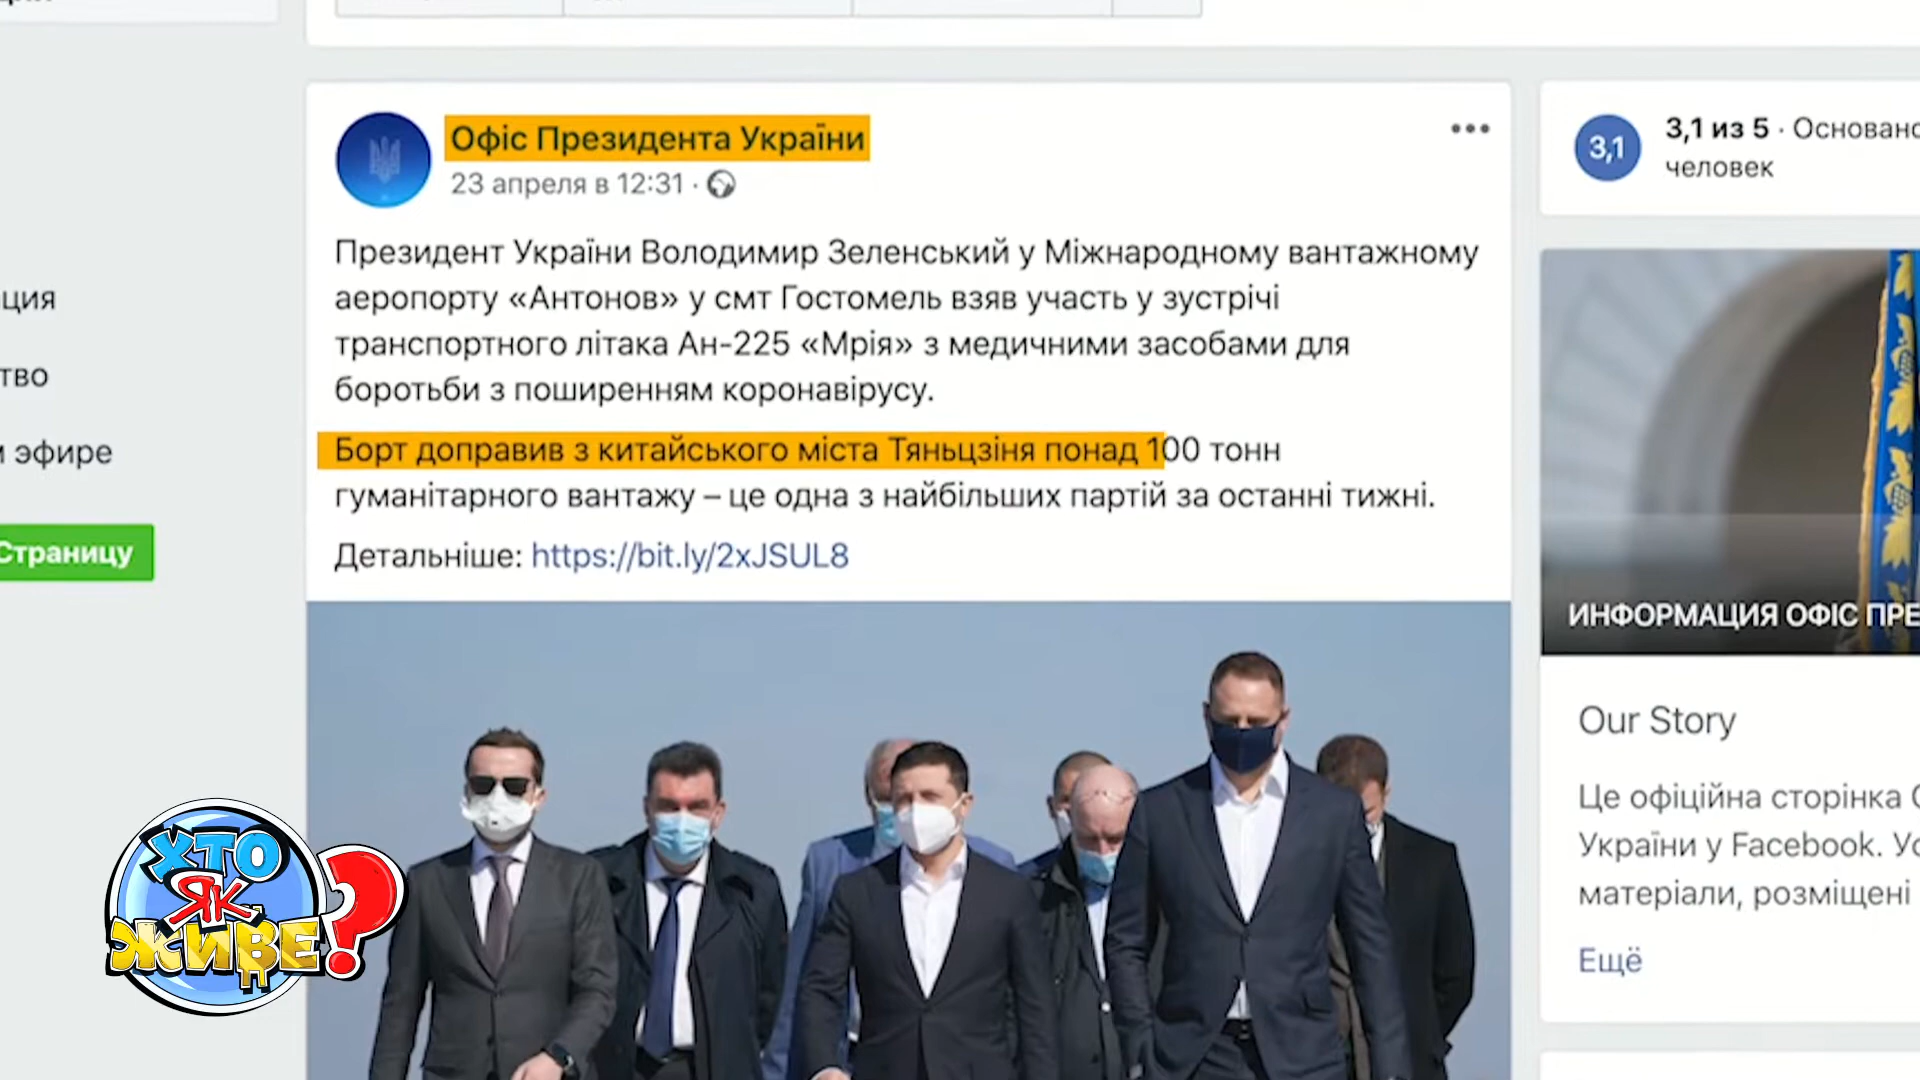 Офіс Президента України
23 апреля в 12:31 ·
Президент України Володимир Зеленський у Міжнародному вантажному
аеропорту «Антонов» у смт Гостомель взяв участь у зустрічі
транспортного літака Ан-225 «Мрія» з медичними засобами для
боротьби з поширенням коронавірусу.
Борт доправив з китайського міста Тяньцзіня понад 100 тонн
гуманітарного вантажу – це одна з найбільших партій за останні тижні.
Детальніше: https://bit.ly/2xJSUL8
ция
тво
эфире
Страницу
3,1
3,1 из 5 · Основано
человек
ИНФОРМАЦИЯ ОФІС ПРЕ
Our Story
Це офіційна сторінка
України у Facebook. Ус
матеріали, розміщені
Ещё
ХТО
ЯК
ЖИВЕ?